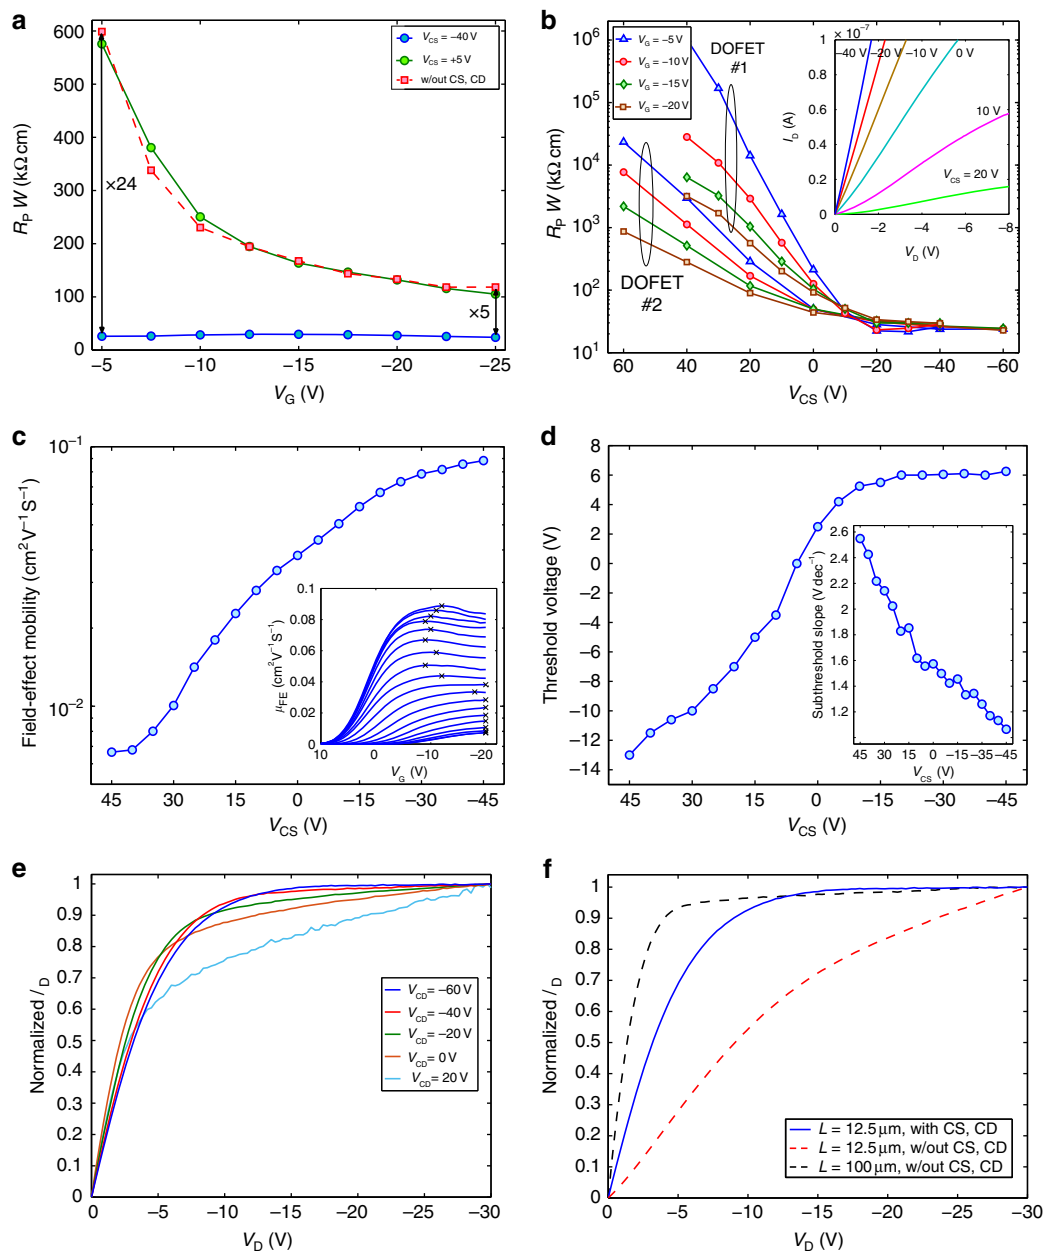 a
600
500
400
300
200
100
0
R_P W (kΩ cm)
V_CS = −40 V
V_CS = +5 V
w/out CS, CD
×24
×5
−5 −10 −15 −20 −25
V_G (V)
b
10^6
10^5
10^4
10^3
10^2
10^1
R_P W (kΩ cm)
V_G = −5 V
V_G = −10 V
V_G = −15 V
V_G = −20 V
DOFET
#1
DOFET
#2
60 40 20 0 −20 −40 −60
V_CS (V)
× 10^−7
1
0.8
0.6
0.4
0.2
0
I_D (A)
−40 V −20 V −10 V 0 V
10 V
V_CS = 20 V
0 −2 −4 −6 −8
V_D (V)
c
10^−1
10^−2
Field-effect mobility (cm^2 V^−1 S^−1)
45 30 15 0 −15 −30 −45
V_CS (V)
0.1
0.08
0.06
0.04
0.02
0
μ_FE (cm^2 V^−1 S^−1)
10 0 −10 −20
V_G (V)
d
8
6
4
2
0
−2
−4
−6
−8
−10
−12
−14
Threshold voltage (V)
45 30 15 0 −15 −30 −45
V_CS (V)
2.6
2.4
2.2
2
1.8
1.6
1.4
1.2
Subthreshold slope (V dec^−1)
45 30 15 0 −15 −35 −45
V_CS (V)
e
1
0.9
0.8
0.7
0.6
0.5
0.4
0.3
0.2
0.1
0
Normalized I_D
V_CD = −60 V
V_CD = −40 V
V_CD = −20 V
V_CD = 0 V
V_CD = 20 V
0 −5 −10 −15 −20 −25 −30
V_D (V)
f
1
0.9
0.8
0.7
0.6
0.5
0.4
0.3
0.2
0.1
0
Normalized I_D
L = 12.5 μm, with CS, CD
L = 12.5 μm, w/out CS, CD
L = 100 μm, w/out CS, CD
0 −5 −10 −15 −20 −25 −30
V_D (V)